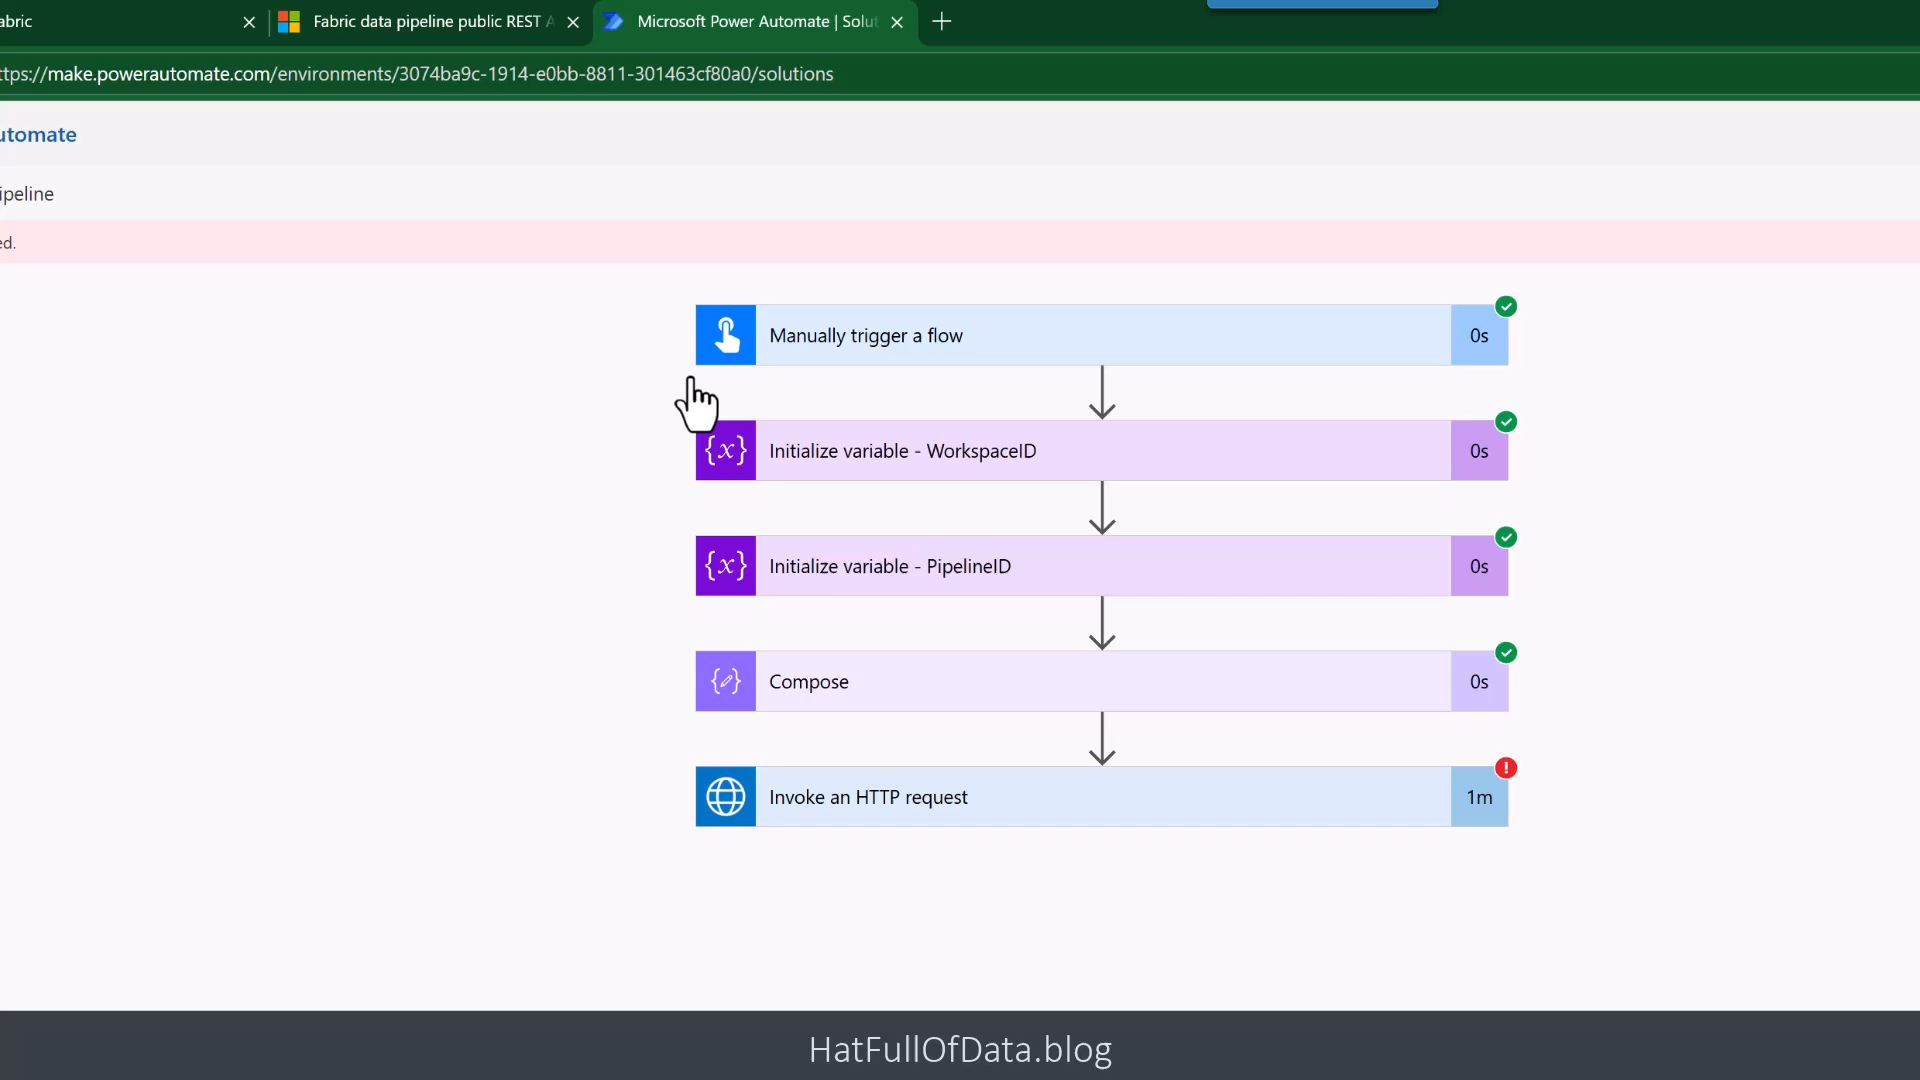 abric
Fabric data pipeline public REST A
Microsoft Power Automate | Solut
ttps://make.powerautomate.com/environments/3074ba9c-1914-e0bb-8811-301463cf80a0/solutions
utomate
ipeline
ed.
Manually trigger a flow
0s
{x}
Initialize variable - WorkspaceID
0s
{x}
Initialize variable - PipelineID
0s
Compose
0s
Invoke an HTTP request
1m
HatFullOfData.blog